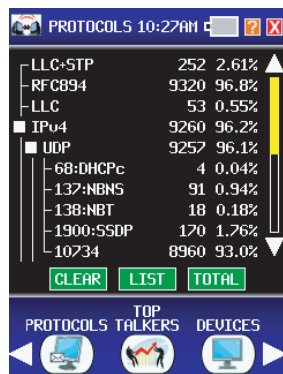 PROTOCOLS 10:27AM ? X
LLC+STP 252 2.61%
RFC894 9320 96.8%
LLC 53 0.55%
IPv4 9260 96.2%
UDP 9257 96.1%
68:DHCPc 4 0.04%
137:NBNS 91 0.94%
138:NBT 18 0.18%
1900:SSDP 170 1.76%
10734 8960 93.0%
CLEAR LIST TOTAL
PROTOCOLS TOP TALKERS DEVICES